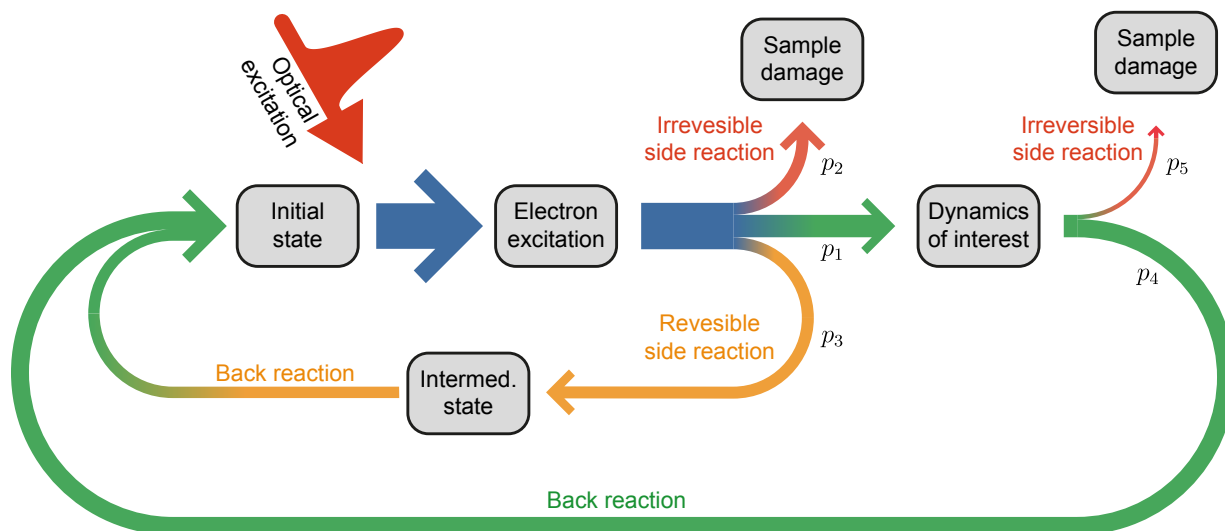 Optical
excitation
Sample
damage
Sample
damage
Irrevesible
side reaction
Irreversible
side reaction
p2
p5
Initial
state
Electron
excitation
Dynamics
of interest
p1
p4
Revesible
side reaction
p3
Back reaction
Intermed.
state
Back reaction